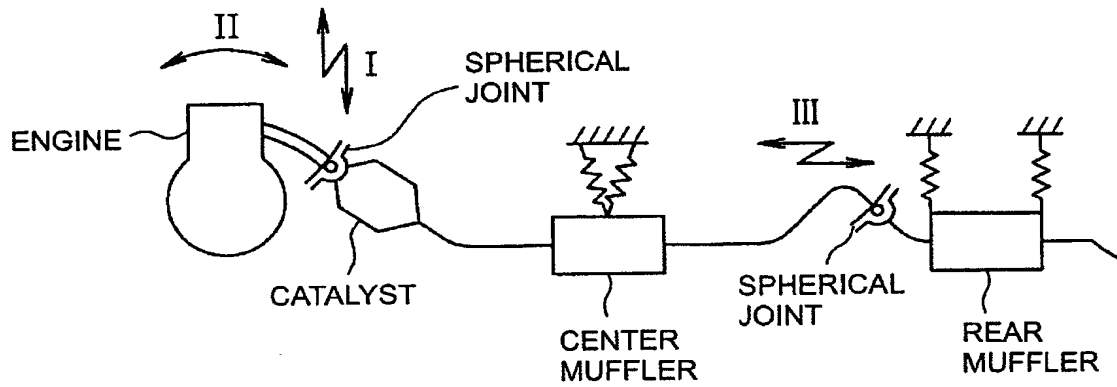 II
I
SPHERICAL
JOINT
ENGINE
III
CATALYST
CENTER
MUFFLER
SPHERICAL
JOINT
REAR
MUFFLER